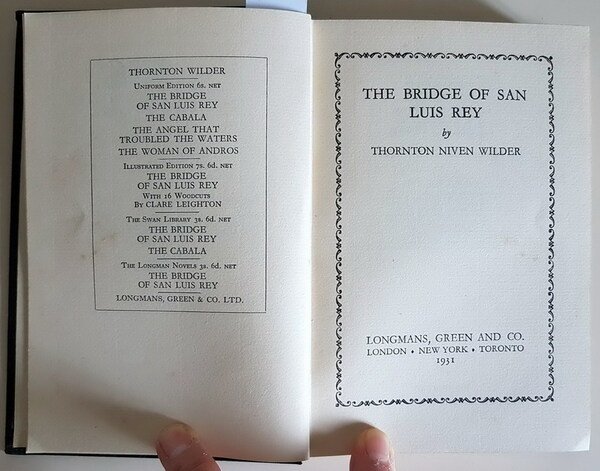 THORNTON WILDER
Uniform Edition 6s. net
THE BRIDGE
OF SAN LUIS REY
THE CABALA
THE ANGEL THAT
TROUBLED THE WATERS
THE WOMAN OF ANDROS
Illustrated Edition 7s. 6d. net
THE BRIDGE
OF SAN LUIS REY
With 16 Woodcuts
By CLARE LEIGHTON
The Swan Library 3s. 6d. net
THE BRIDGE
OF SAN LUIS REY
THE CABALA
The Longman Novels 3s. 6d. net
THE BRIDGE
OF SAN LUIS REY
LONGMANS, GREEN & CO. LTD.
THE BRIDGE OF SAN
LUIS REY
by
THORNTON NIVEN WILDER
LONGMANS, GREEN AND CO.
LONDON • NEW YORK • TORONTO
1931